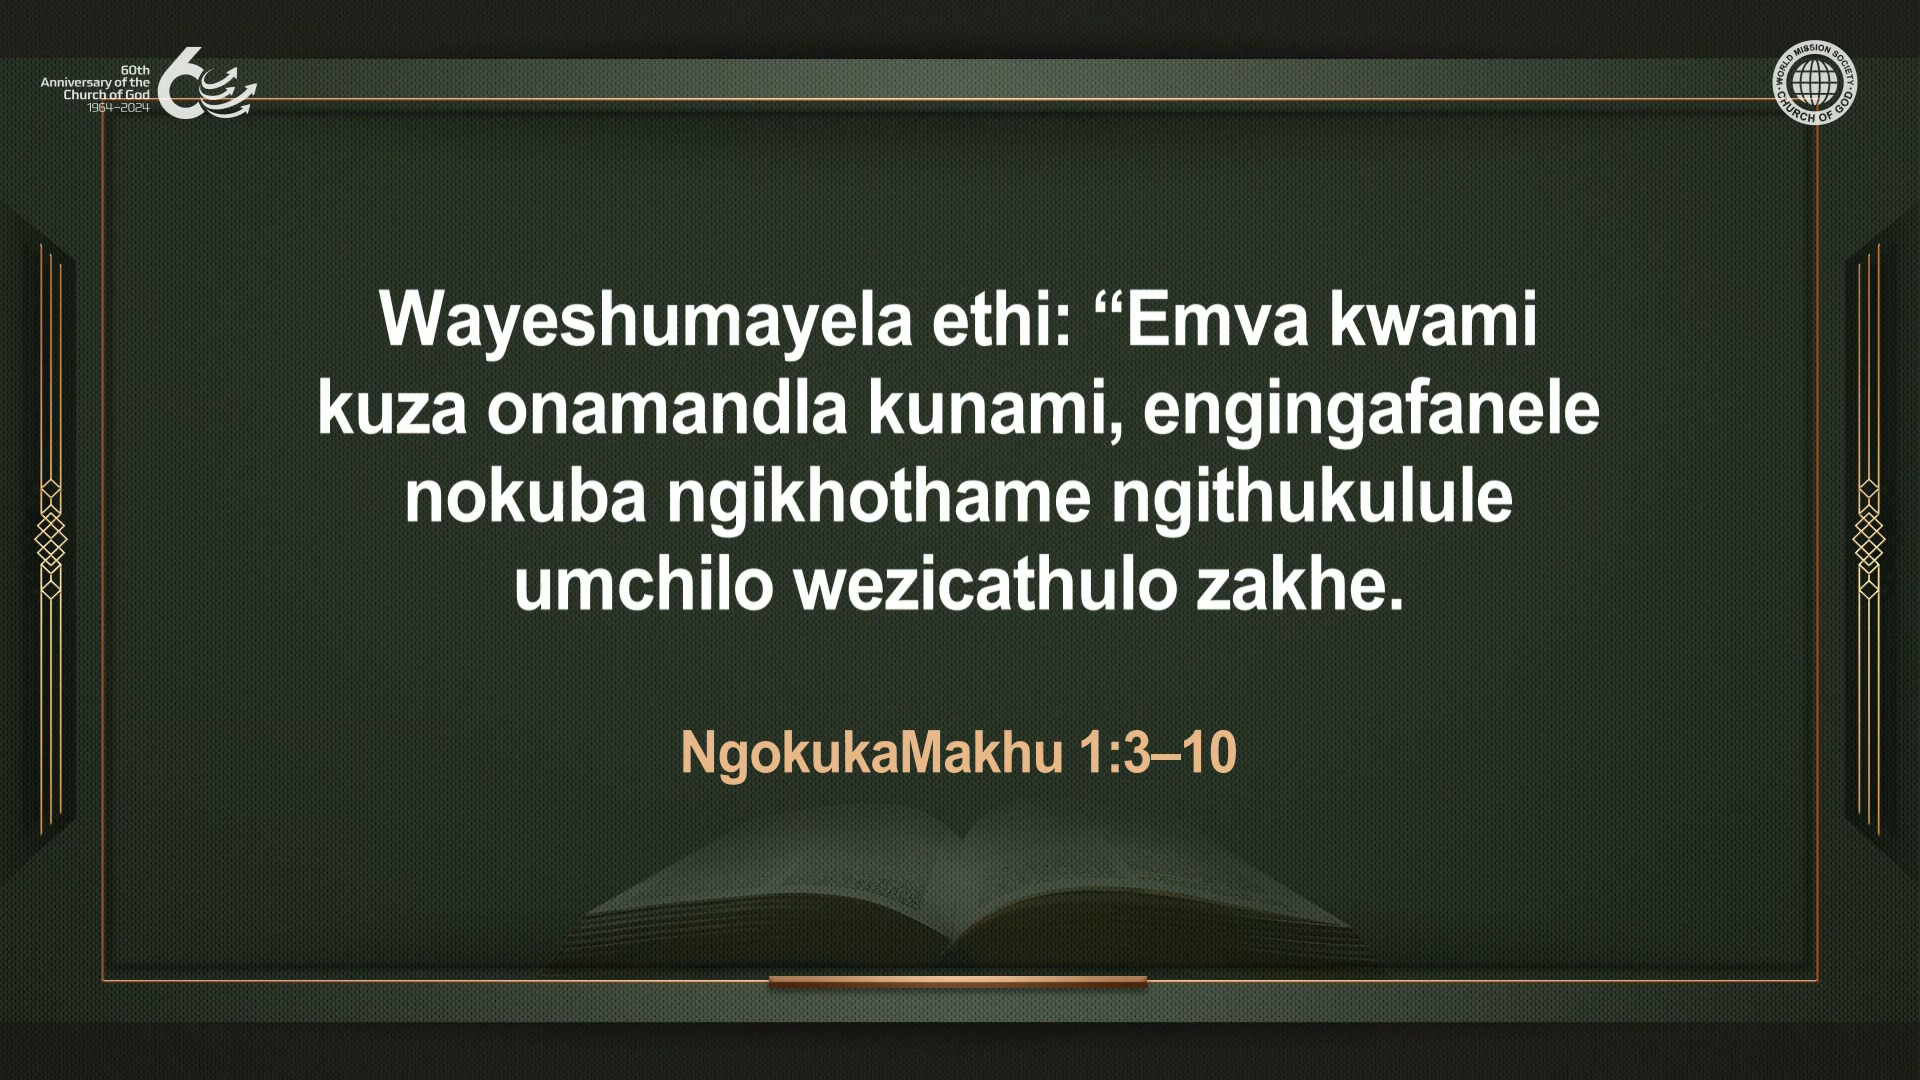 60th
Anniversary of the
Church of God
1964–2024
WORLD MISSION SOCIETY
CHURCH OF GOD
Wayeshumayela ethi: “Emva kwami
kuza onamandla kunami, engingafanele
nokuba ngikhothame ngithukulule
umchilo wezicathulo zakhe.
NgokukaMakhu 1:3–10